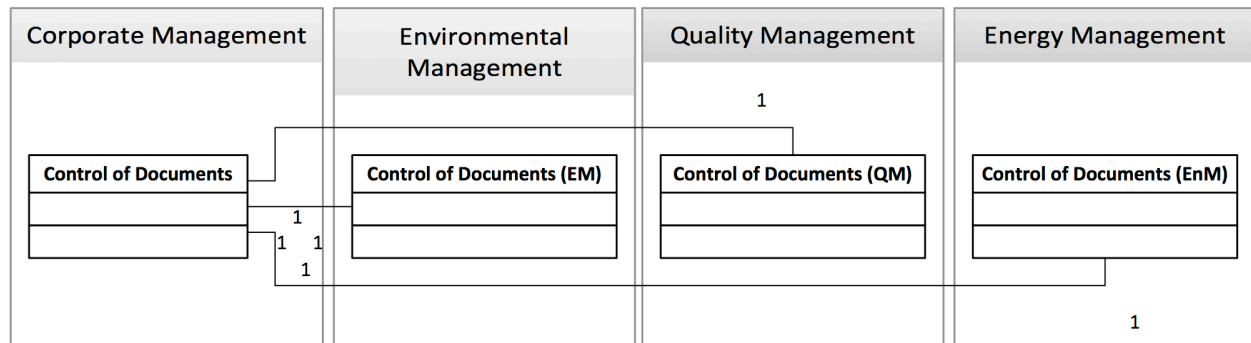 Corporate Management
Environmental
Management
Quality Management
Energy Management
1
Control of Documents
Control of Documents (EM)
Control of Documents (QM)
Control of Documents (EnM)
1
1 1
1
1